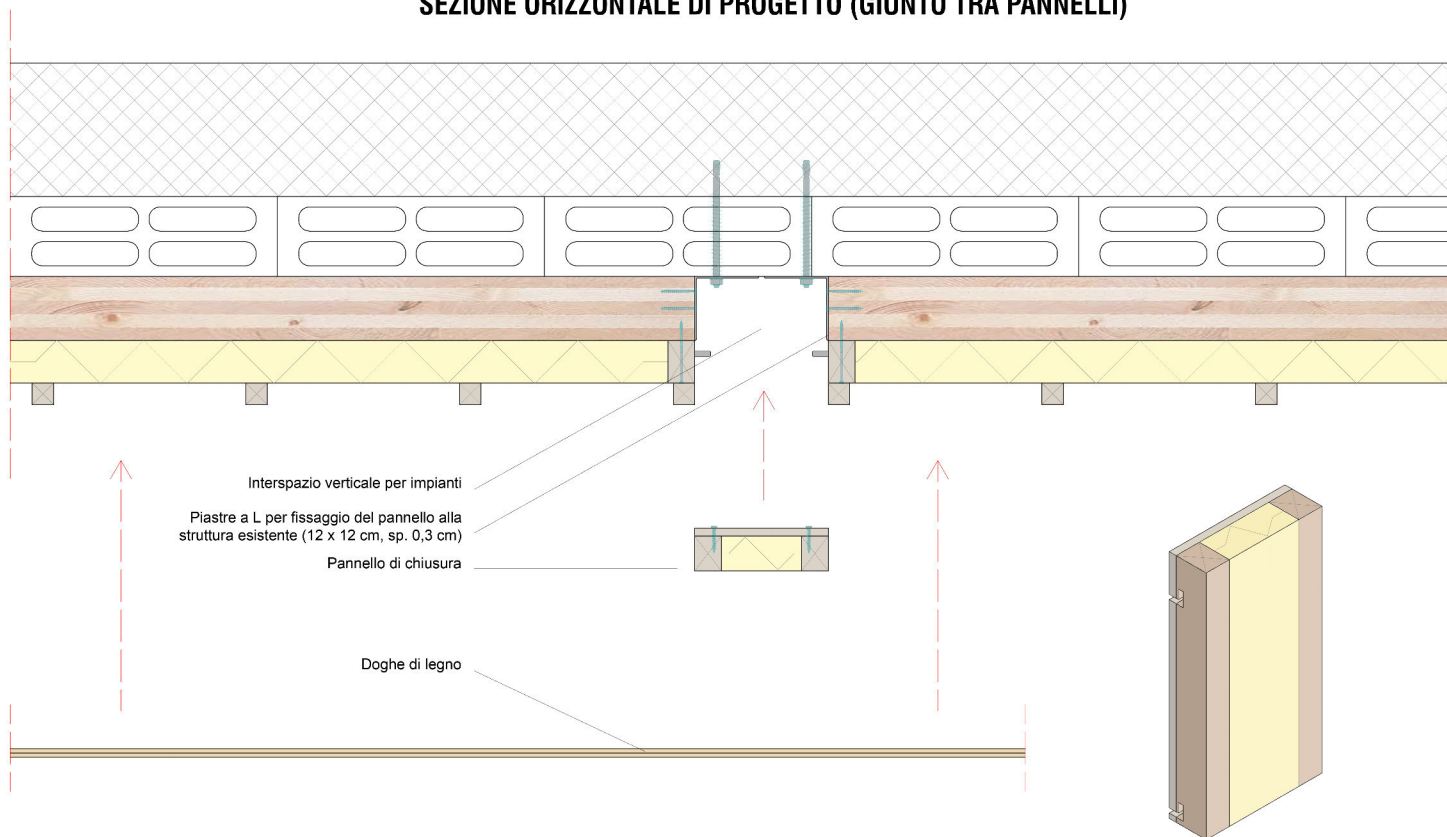 SEZIONE ORIZZONTALE DI PROGETTO (GIUNTO TRA PANNELLI)
Interspazio verticale per impianti
Piastre a L per fissaggio del pannello alla
struttura esistente (12 x 12 cm, sp. 0,3 cm)
Pannello di chiusura
Doghe di legno